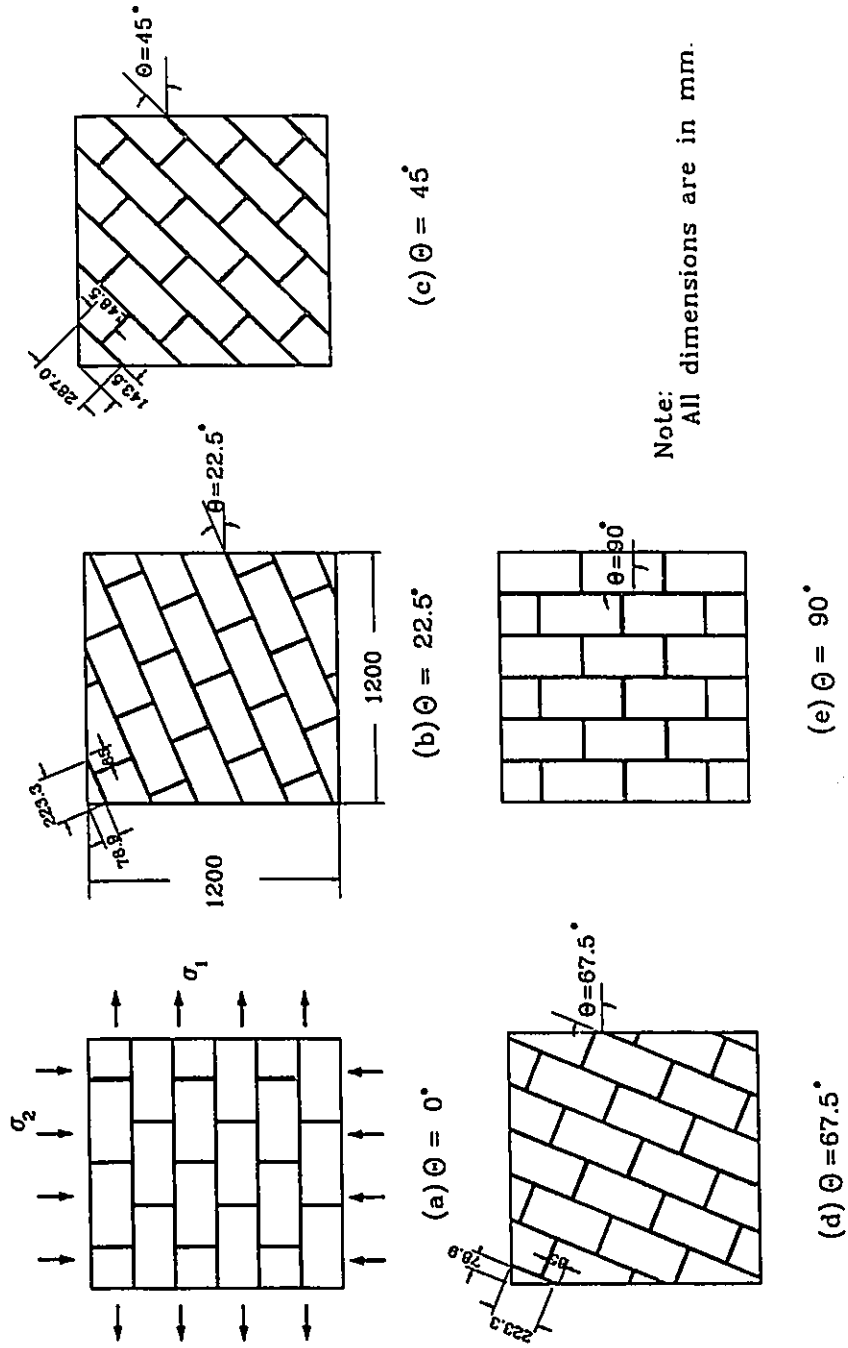 σ₂
σ₁
(a) Θ = 0°
1200
1200
223.3
78.9
85
Θ=22.5°
(b) Θ = 22.5°
287.0
143.5
148.5
Θ=45°
(c) Θ = 45°
223.3
78.9
85
Θ=67.5°
(d) Θ =67.5°
Θ=90°
(e) Θ = 90°
Note:
All dimensions are in mm.